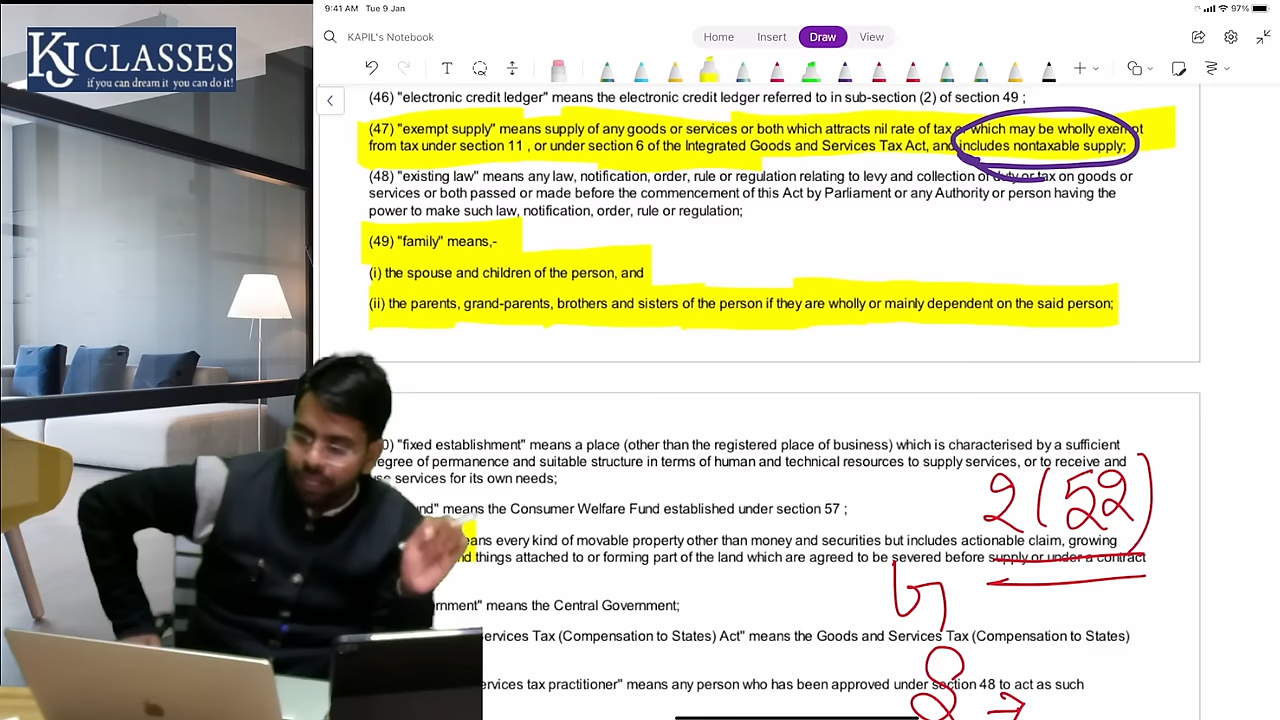 9:41 AM Tue 9 Jan
97%
KJ CLASSES
if you can dream it you can do it!
KAPIL's Notebook
Home Insert Draw View
(46) "electronic credit ledger" means the electronic credit ledger referred to in sub-section (2) of section 49 ;
(47) "exempt supply" means supply of any goods or services or both which attracts nil rate of tax or which may be wholly exempt
from tax under section 11 , or under section 6 of the Integrated Goods and Services Tax Act, and includes nontaxable supply;
(48) "existing law" means any law, notification, order, rule or regulation relating to levy and collection of duty or tax on goods or
services or both passed or made before the commencement of this Act by Parliament or any Authority or person having the
power to make such law, notification, order, rule or regulation;
(49) "family" means,-
(i) the spouse and children of the person, and
(ii) the parents, grand-parents, brothers and sisters of the person if they are wholly or mainly dependent on the said person;
0) "fixed establishment" means a place (other than the registered place of business) which is characterised by a sufficient
egree of permanence and suitable structure in terms of human and technical resources to supply services, or to receive and
services for its own needs;
2(52)
und" means the Consumer Welfare Fund established under section 57 ;
eans every kind of movable property other than money and securities but includes actionable claim, growing
nd things attached to or forming part of the land which are agreed to be severed before supply or under a contract
rnment" means the Central Government;
ervices Tax (Compensation to States) Act" means the Goods and Services Tax (Compensation to States)
ervices tax practitioner" means any person who has been approved under section 48 to act as such